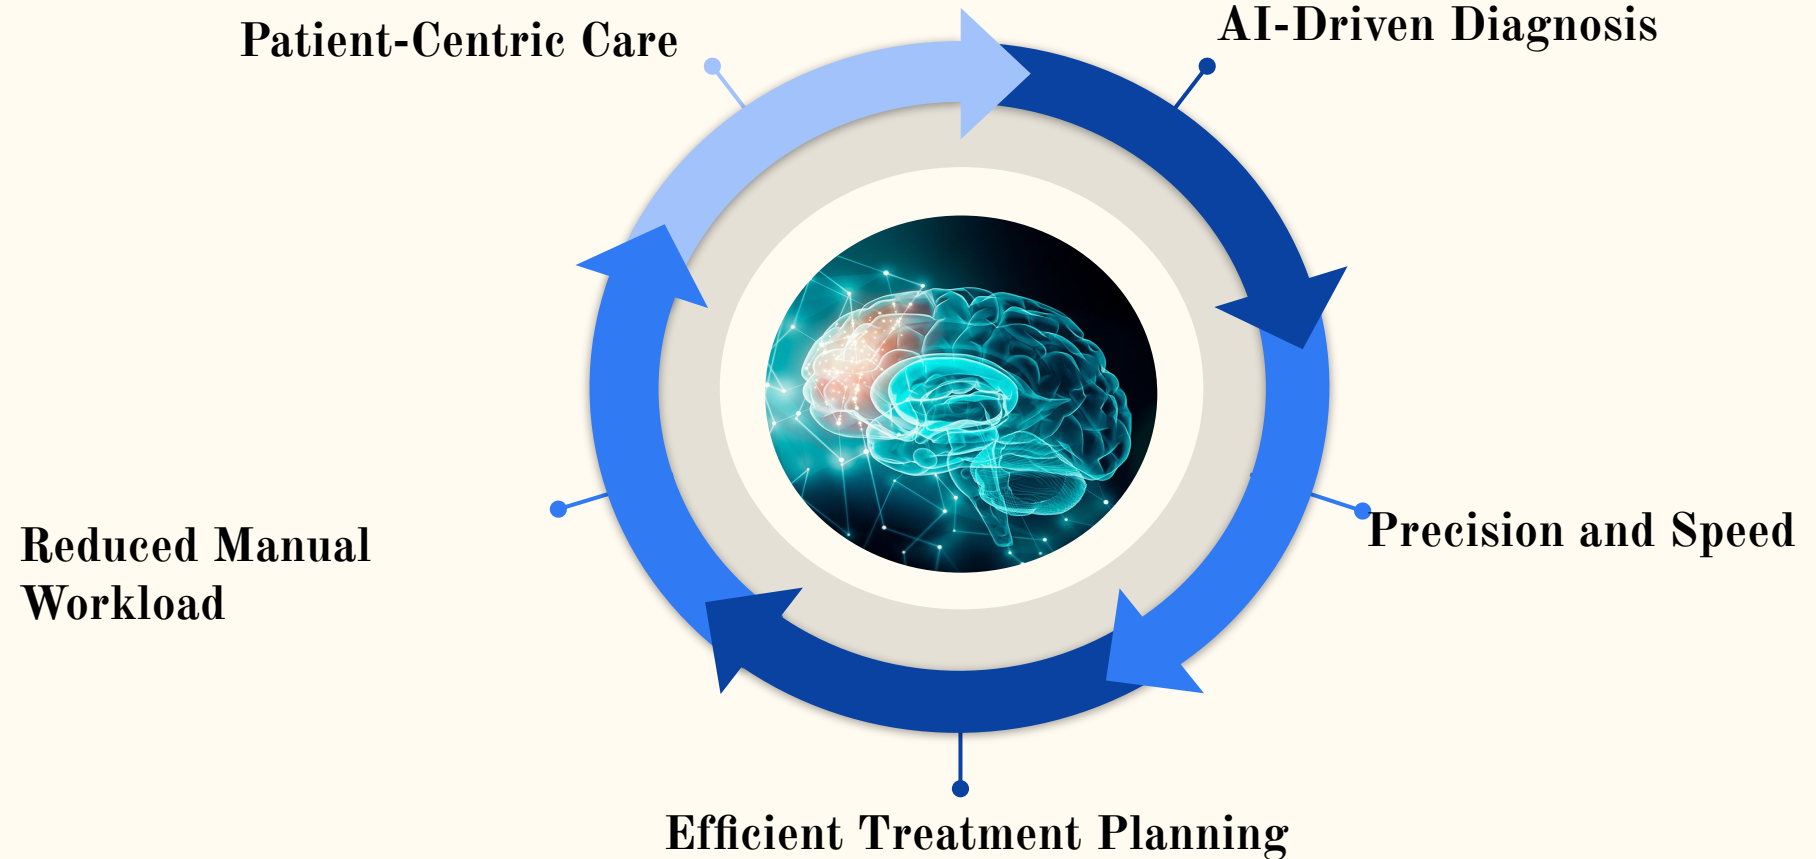 Patient-Centric Care
AI-Driven Diagnosis
Precision and Speed
Efficient Treatment Planning
Reduced Manual
Workload